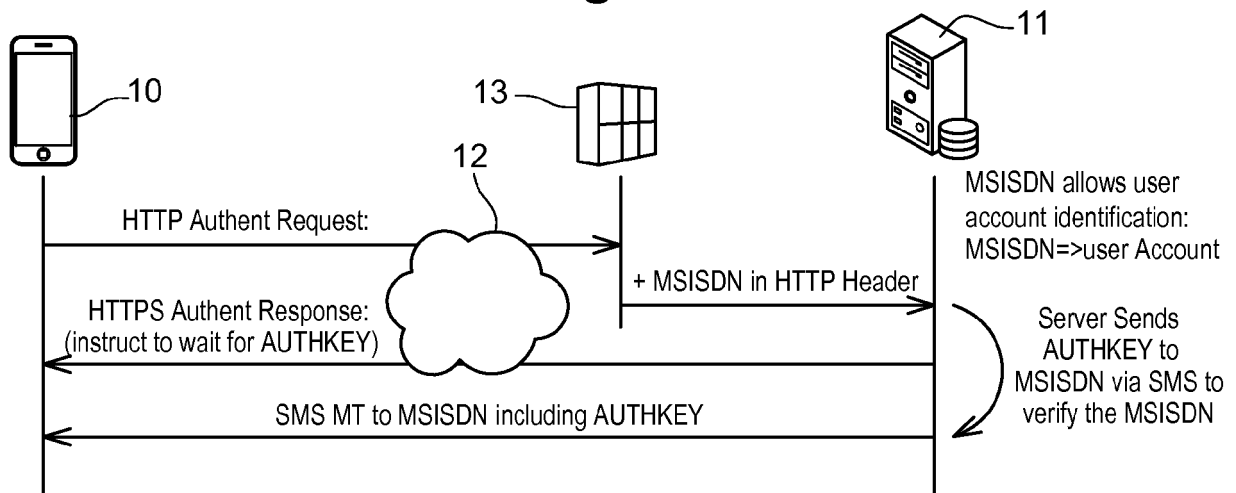 g
10
13
11
12
HTTP Authent Request:
MSISDN allows user
account identification:
MSISDN=>user Account
+ MSISDN in HTTP Header
HTTPS Authent Response:
(instruct to wait for AUTHKEY)
Server Sends
AUTHKEY to
MSISDN via SMS to
verify the MSISDN
SMS MT to MSISDN including AUTHKEY